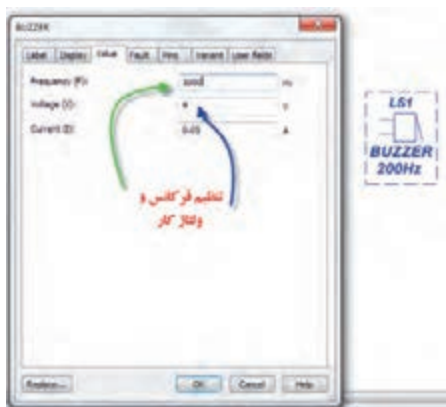 BUZZER
Label Display Value Fault Pins Variant User fields
Frequency (F): Hz
Voltage (V): V
Current (I): 0.05 A
تنظیم فرکانس و
ولتاژ کار
Replace... OK Cancel Help
LS1
BUZZER
200Hz